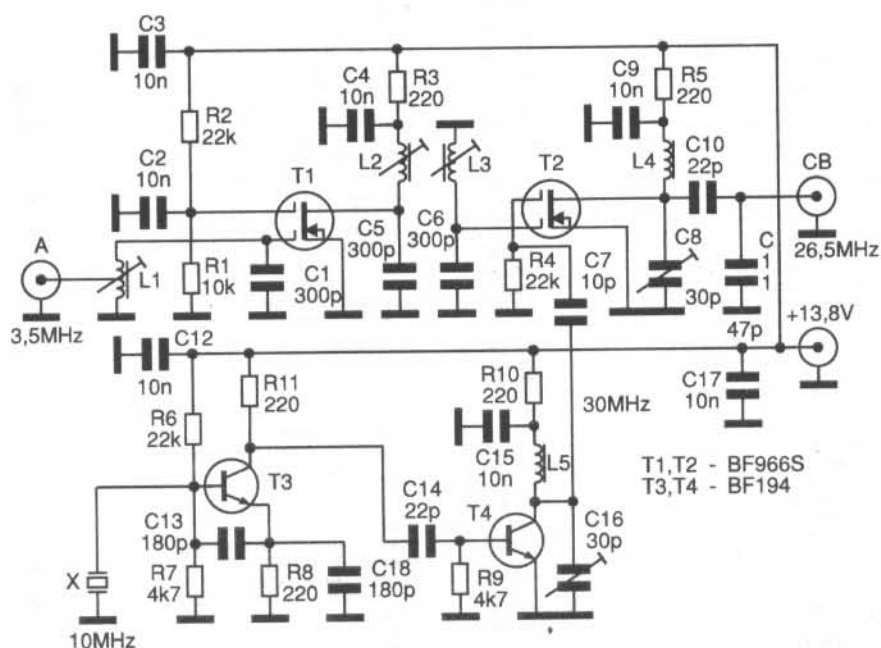 C3
10n
R2
22k
C2
10n
A
3,5MHz
L1
R1
10k
T1
C1
300p
C4
10n
R3
220
L2
L3
C5
300p
C6
300p
T2
R4
22k
C7
10p
C9
10n
R5
220
L4
C10
22p
CB
26,5MHz
C8
30p
C11
47p
+13,8V
C12
10n
R6
22k
R11
220
T3
C13
180p
X
10MHz
R7
4k7
R8
220
C18
180p
C14
22p
R9
4k7
T4
R10
220
C15
10n
L5
C16
30p
30MHz
C17
10n
T1,T2 - BF966S
T3,T4 - BF194